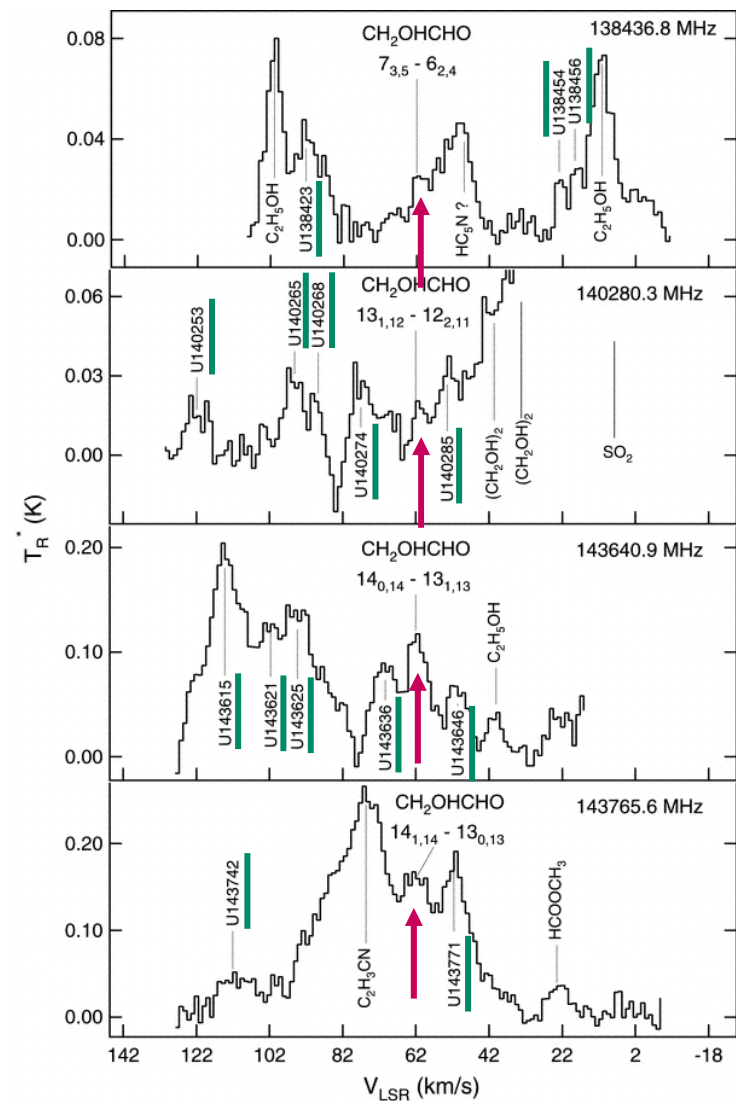 CH₂OHCHO
138436.8 MHz
7₃,₅ - 6₂,₄
0.08
0.04
0.00
C₂H₅OH
U138423
HC₅N ?
U138454
U138456
C₂H₅OH
CH₂OHCHO
140280.3 MHz
13₁,₁₂ - 12₂,₁₁
0.06
0.03
0.00
U140253
U140265
U140268
U140274
U140285
(CH₂OH)₂
(CH₂OH)₂
SO₂
T_R* (K)
CH₂OHCHO
143640.9 MHz
14₀,₁₄ - 13₁,₁₃
0.20
0.10
0.00
U143615
U143621
U143625
U143636
U143646
C₂H₅OH
CH₂OHCHO
143765.6 MHz
14₁,₁₄ - 13₀,₁₃
0.20
0.10
0.00
U143742
C₂H₃CN
U143771
HCOOCH₃
142 122 102 82 62 42 22 2 -18
V_LSR (km/s)